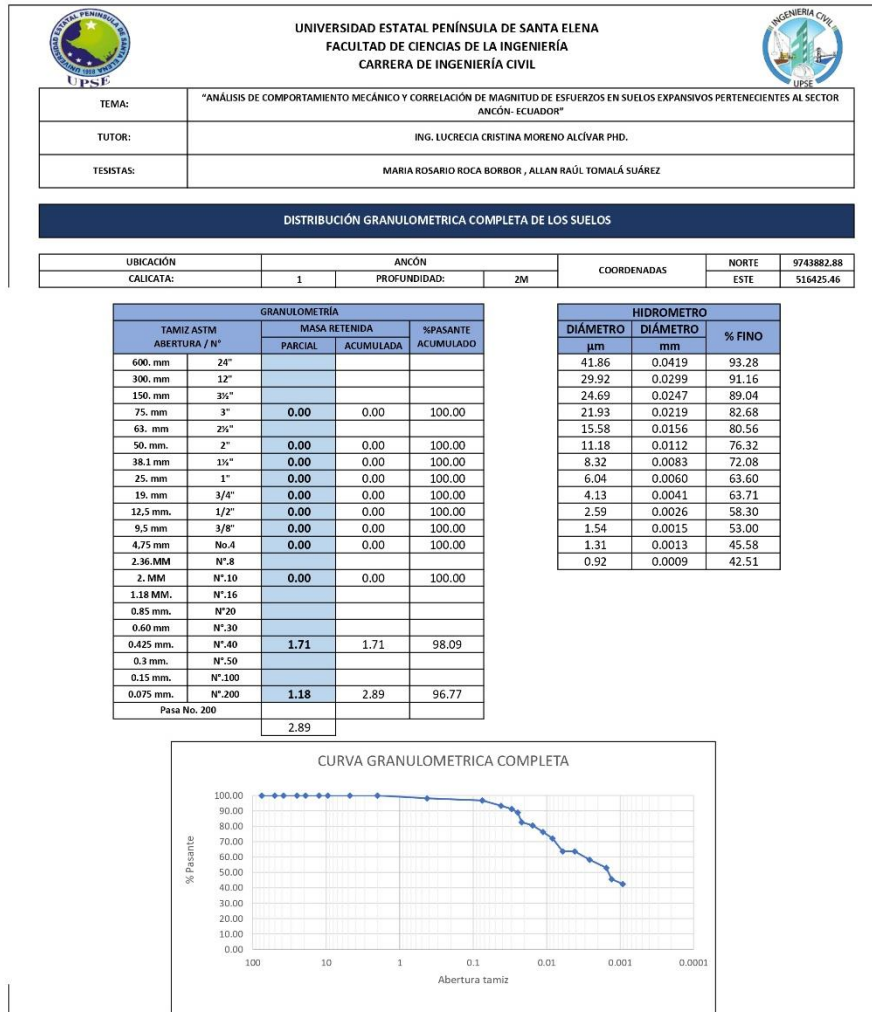 UNIVERSIDAD ESTATAL PENÍNSULA DE SANTA ELENA
FACULTAD DE CIENCIAS DE LA INGENIERÍA
CARRERA DE INGENIERÍA CIVIL
UPSE
INGENIERIA CIVIL
UPSE
TEMA: "ANÁLISIS DE COMPORTAMIENTO MECÁNICO Y CORRELACIÓN DE MAGNITUD DE ESFUERZOS EN SUELOS EXPANSIVOS PERTENECIENTES AL SECTOR
ANCÓN- ECUADOR"
TUTOR: ING. LUCRECIA CRISTINA MORENO ALCÍVAR PHD.
TESISTAS: MARIA ROSARIO ROCA BORBOR , ALLAN RAÚL TOMALÁ SUÁREZ
DISTRIBUCIÓN GRANULOMETRICA COMPLETA DE LOS SUELOS
UBICACIÓN ANCÓN COORDENADAS NORTE 9743882.88
CALICATA: 1 PROFUNDIDAD: 2M ESTE 516425.46
GRANULOMETRÍA
TAMIZ ASTM MASA RETENIDA %PASANTE
ABERTURA / N° PARCIAL ACUMULADA ACUMULADO
600. mm 24"
300. mm 12"
150. mm 3½"
75. mm 3" 0.00 0.00 100.00
63. mm 2½"
50. mm. 2" 0.00 0.00 100.00
38.1 mm 1½" 0.00 0.00 100.00
25. mm 1" 0.00 0.00 100.00
19. mm 3/4" 0.00 0.00 100.00
12,5 mm. 1/2" 0.00 0.00 100.00
9,5 mm 3/8" 0.00 0.00 100.00
4,75 mm No.4 0.00 0.00 100.00
2.36.MM N°.8
2. MM N°.10 0.00 0.00 100.00
1.18 MM. N°.16
0.85 mm. N°20
0.60 mm N°.30
0.425 mm. N°.40 1.71 1.71 98.09
0.3 mm. N°.50
0.15 mm. N°.100
0.075 mm. N°.200 1.18 2.89 96.77
Pasa No. 200
2.89
HIDROMETRO
DIÁMETRO DIÁMETRO % FINO
µm mm
41.86 0.0419 93.28
29.92 0.0299 91.16
24.69 0.0247 89.04
21.93 0.0219 82.68
15.58 0.0156 80.56
11.18 0.0112 76.32
8.32 0.0083 72.08
6.04 0.0060 63.60
4.13 0.0041 63.71
2.59 0.0026 58.30
1.54 0.0015 53.00
1.31 0.0013 45.58
0.92 0.0009 42.51
CURVA GRANULOMETRICA COMPLETA
% Pasante
100.00
90.00
80.00
70.00
60.00
50.00
40.00
30.00
20.00
10.00
0.00
100 10 1 0.1 0.01 0.001 0.0001
Abertura tamiz